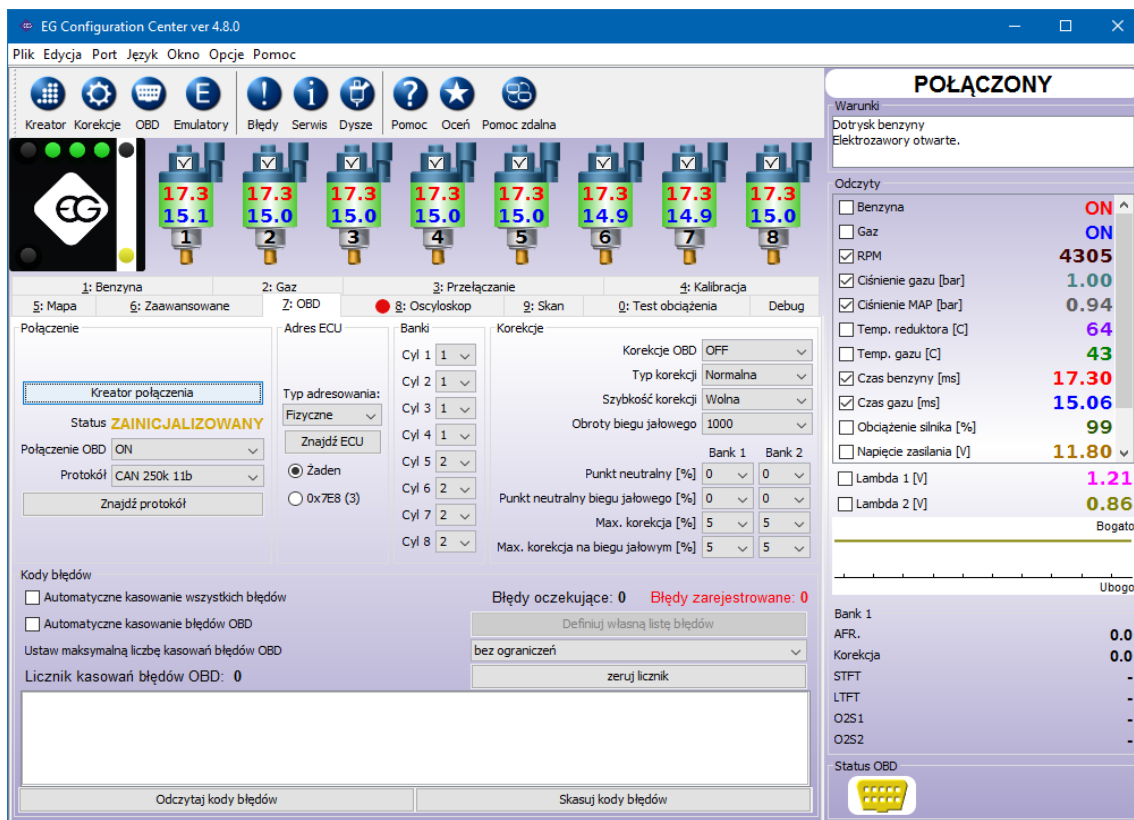 EG Configuration Center ver 4.8.0
Plik Edycja Port Język Okno Opcje Pomoc
Kreator Korekcje OBD Emulatory Błędy Serwis Dysze Pomoc Oceń Pomoc zdalna
EG
17.3 17.3 17.3 17.3 17.3 17.3 17.3 17.3
15.1 15.0 15.0 15.0 15.0 14.9 14.9 15.0
1 2 3 4 5 6 7 8
1: Benzyna 2: Gaz 3: Przełączanie 4: Kalibracja
5: Mapa 6: Zaawansowane 7: OBD 8: Oscyloskop 9: Skan 0: Test obciążenia Debug
Połączenie
Kreator połączenia
Status ZAINICJALIZOWANY
Połączenie OBD ON
Protokół CAN 250k 11b
Znajdź protokół
Adres ECU
Typ adresowania:
Fizyczne
Znajdź ECU
Żaden
0x7E8 (3)
Banki
Cyl 1 1
Cyl 2 1
Cyl 3 1
Cyl 4 1
Cyl 5 2
Cyl 6 2
Cyl 7 2
Cyl 8 2
Korekcje
Korekcje OBD OFF
Typ korekcji Normalna
Szybkość korekcji Wolna
Obroty biegu jałowego 1000
Bank 1 Bank 2
Punkt neutralny [%] 0 0
Punkt neutralny biegu jałowego [%] 0 0
Max. korekcja [%] 5 5
Max. korekcja na biegu jałowym [%] 5 5
Kody błędów
Automatyczne kasowanie wszystkich błędów
Błędy oczekujące: 0 Błędy zarejestrowane: 0
Automatyczne kasowanie błędów OBD
Definiuj własną listę błędów
Ustaw maksymalną liczbę kasowań błędów OBD
bez ograniczeń
Licznik kasowań błędów OBD: 0
zeruj licznik
Odczytaj kody błędów
Skasuj kody błędów
POŁĄCZONY
Warunki
Dotrysk benzyny
Elektrozawory otwarte.
Odczyty
Benzyna ON
Gaz ON
RPM 4305
Ciśnienie gazu [bar] 1.00
Ciśnienie MAP [bar] 0.94
Temp. reduktora [C] 64
Temp. gazu [C] 43
Czas benzyny [ms] 17.30
Czas gazu [ms] 15.06
Obciążenie silnika [%] 99
Napięcie zasilania [V] 11.80
Lambda 1 [V] 1.21
Lambda 2 [V] 0.86
Bogato
Ubogo
Bank 1
AFR. 0.0
Korekcja 0.0
STFT -
LTFT -
O2S1 -
O2S2 -
Status OBD